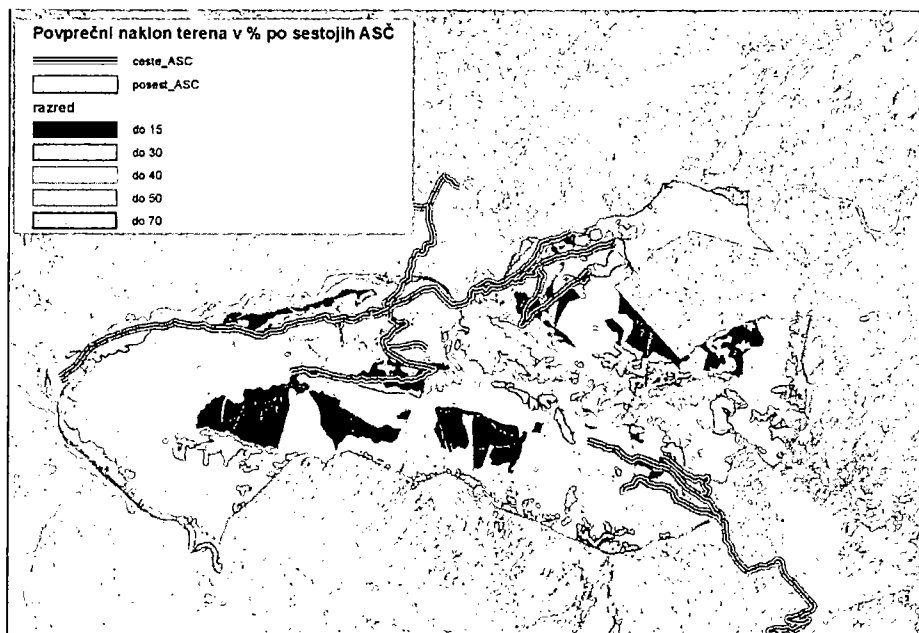 Povprečni naklon terena v % po sestojih ASČ
ceste_ASC
posest_ASC
razred
do 15
do 30
do 40
do 50
do 70